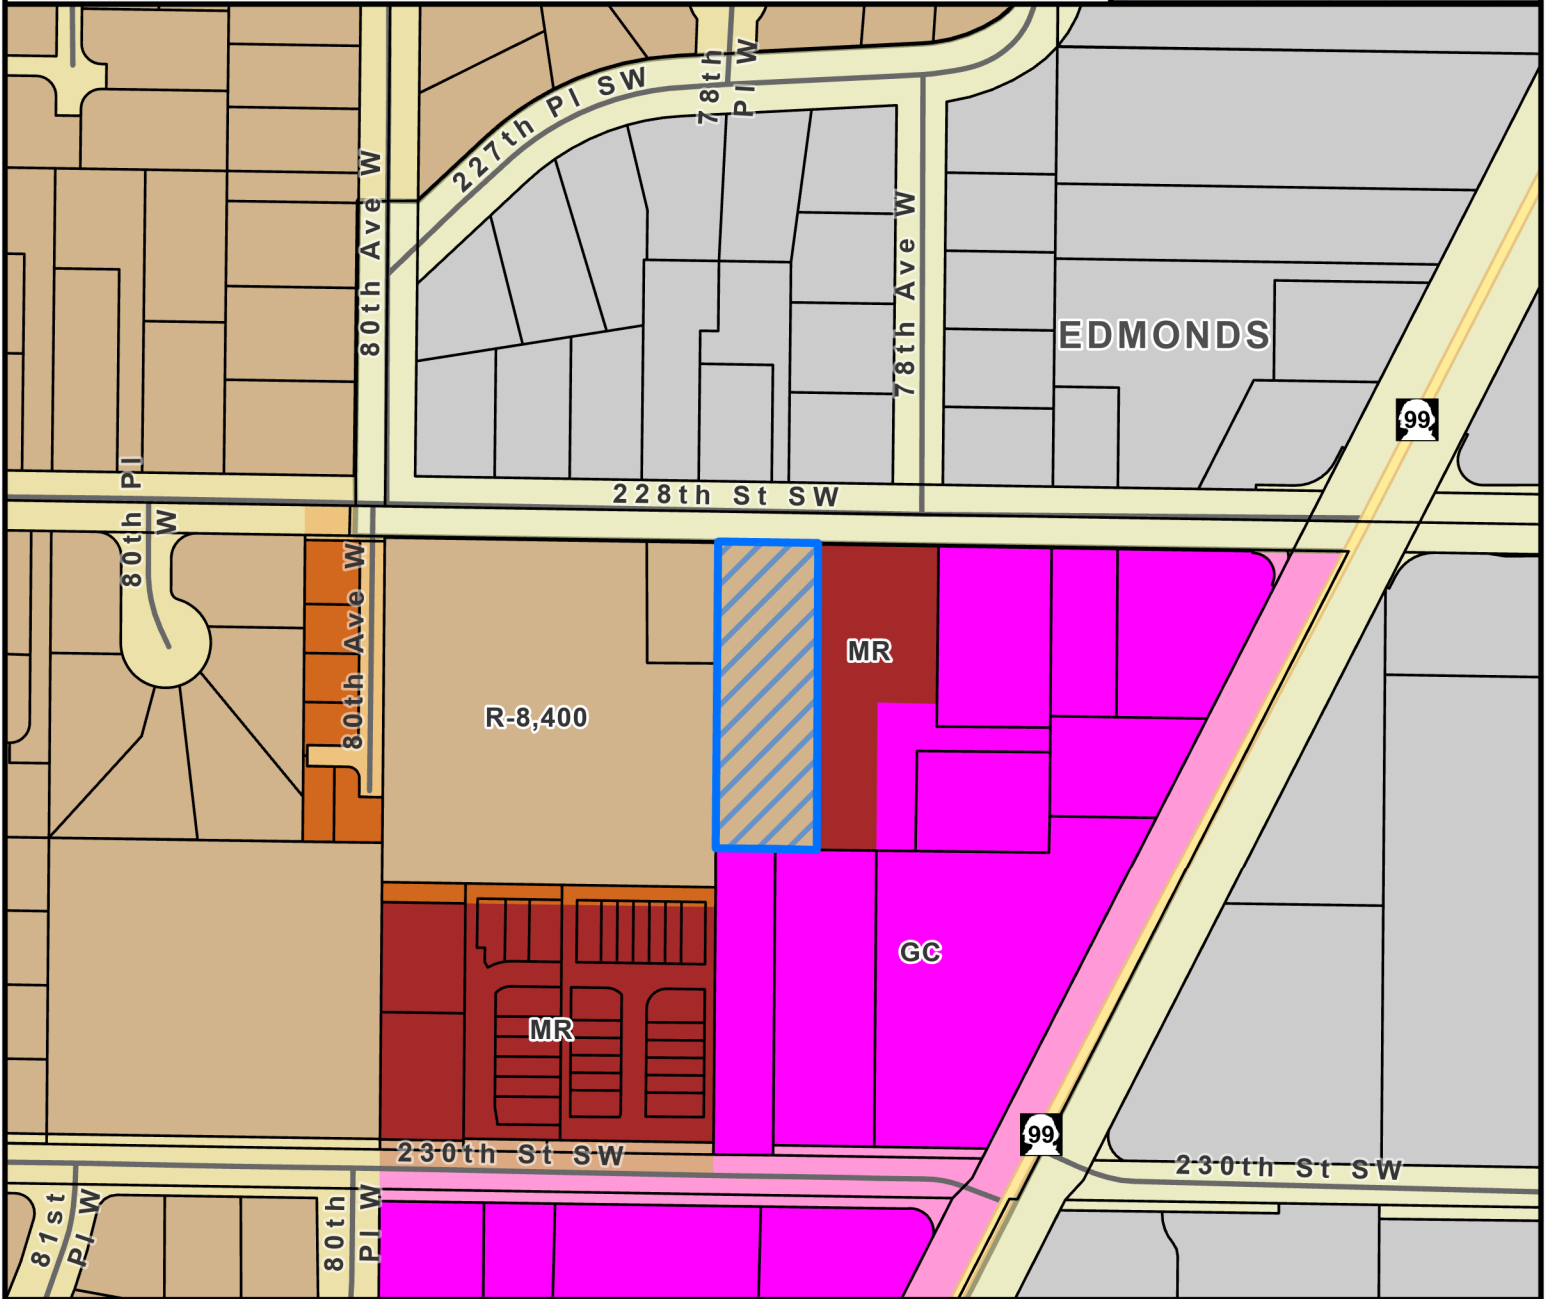 227th Pl SW
78th
Pl W
80th Ave W
78th Ave W
EDMONDS
99
80th Pl
W
228th St SW
80th Ave W
MR
R-8,400
GC
MR
99
230th St SW
230th St SW
81st
Pl W
80th
Pl W